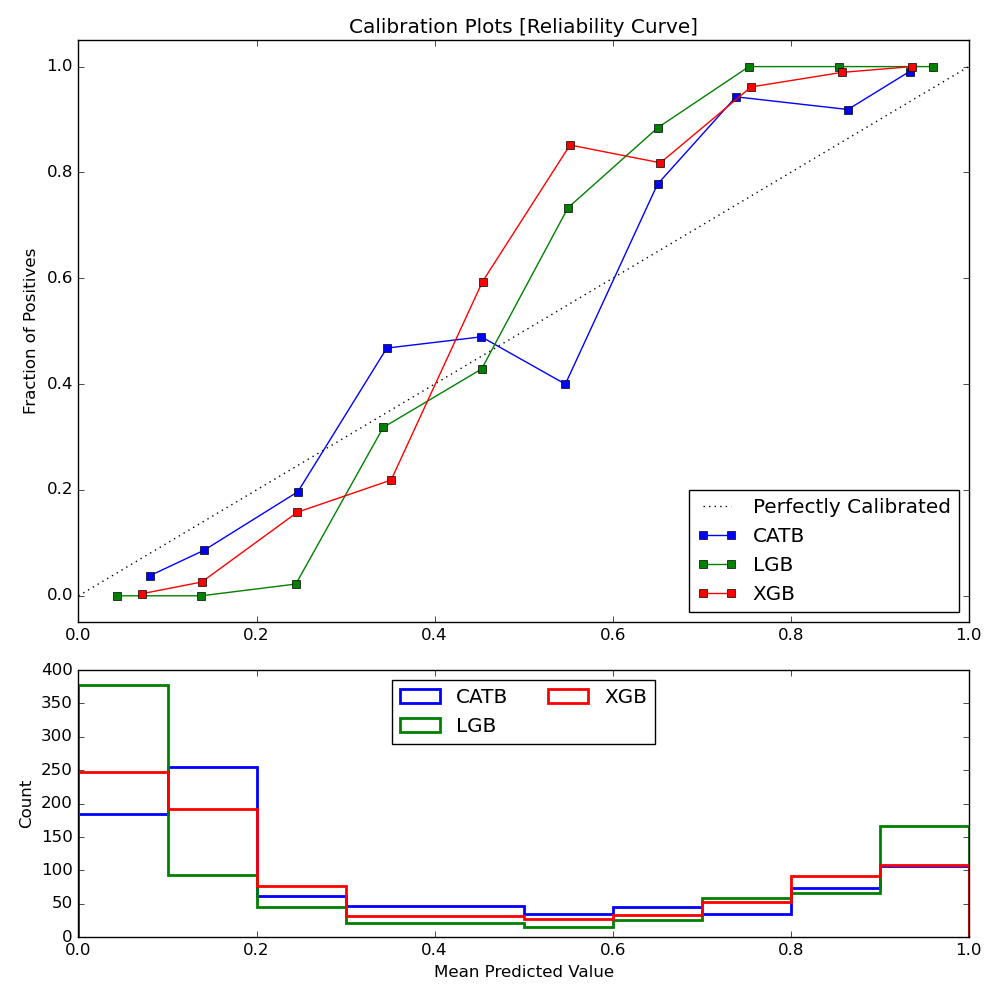 Calibration Plots [Reliability Curve]
Fraction of Positives
1.0
0.8
0.6
0.4
0.2
0.0
0.0 0.2 0.4 0.6 0.8 1.0
Perfectly Calibrated
CATB
LGB
XGB
Count
400
350
300
250
200
150
100
50
0
CATB XGB
LGB
0.0 0.2 0.4 0.6 0.8 1.0
Mean Predicted Value